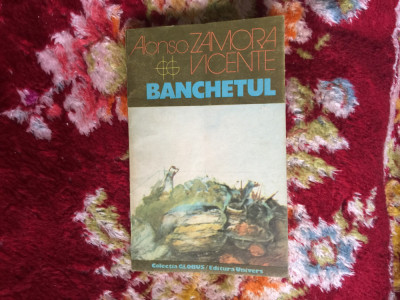 Alonso ZAMORA
VICENTE
BANCHETUL
Colecția GLOBUS/Editura Univers